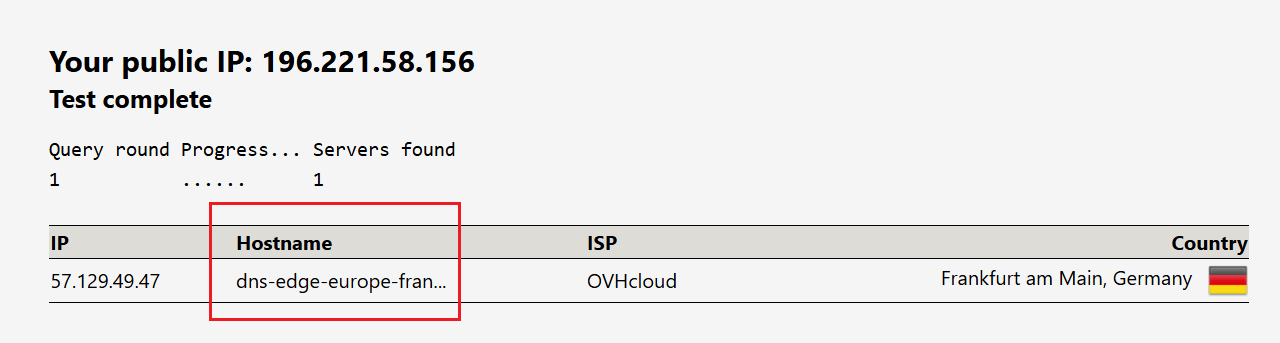 Your public IP: 196.221.58.156
Test complete
Query round Progress... Servers found
1 ...... 1
IP Hostname ISP Country
57.129.49.47 dns-edge-europe-fran... OVHcloud Frankfurt am Main, Germany